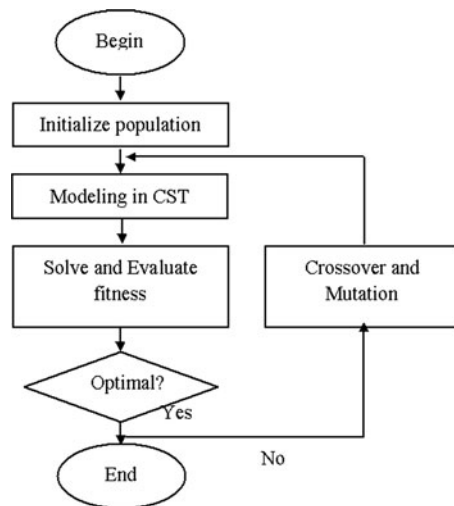 Begin
Initialize population
Modeling in CST
Solve and Evaluate
fitness
Crossover and
Mutation
Optimal?
Yes
No
End